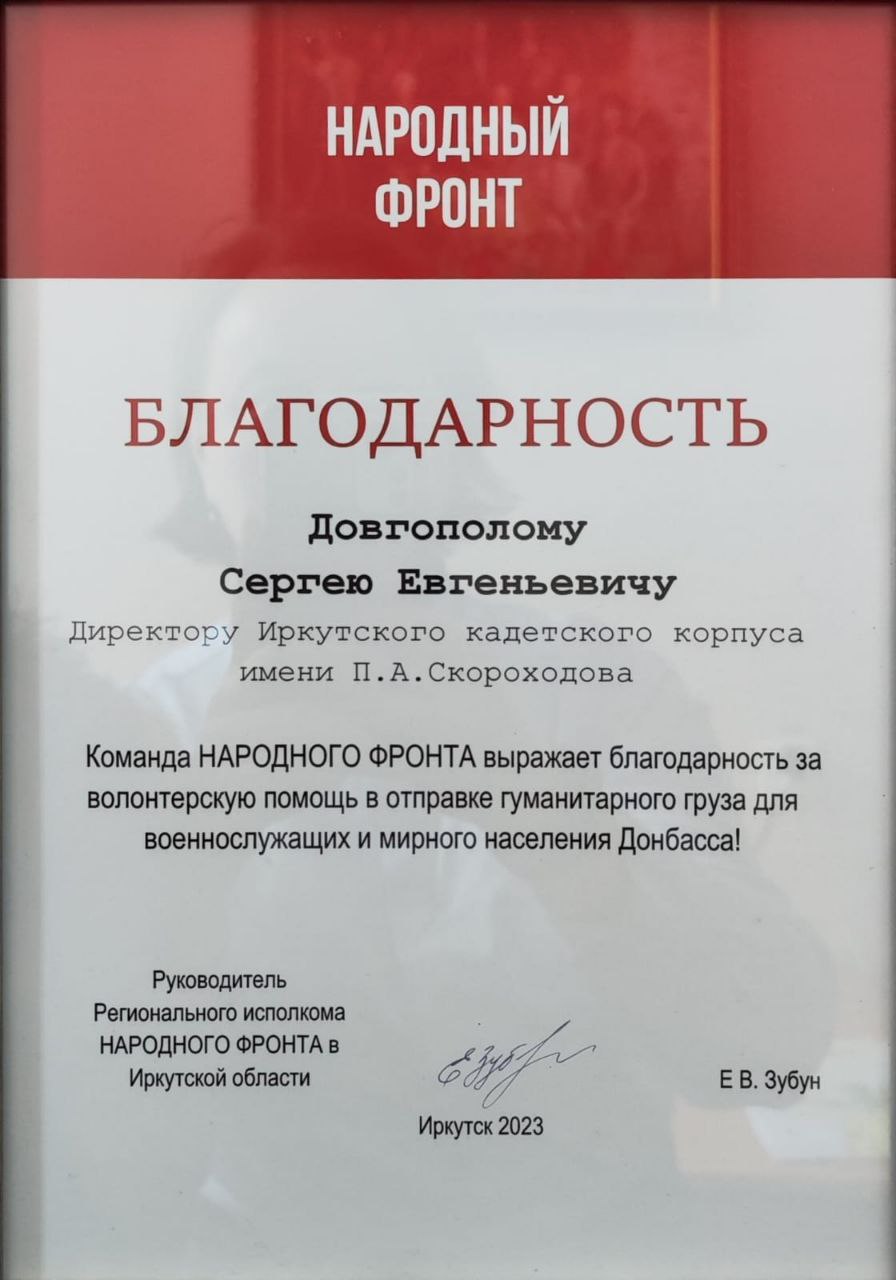 НАРОДНЫЙ
ФРОНТ
БЛАГОДАРНОСТЬ
Довгополому
Сергею Евгеньевичу
Директору Иркутского кадетского корпуса
имени П.А.Скороходова
Команда НАРОДНОГО ФРОНТА выражает благодарность за
волонтерскую помощь в отправке гуманитарного груза для
военнослужащих и мирного населения Донбасса!
Руководитель
Регионального исполкома
НАРОДНОГО ФРОНТА в
Иркутской области
Е В. Зубун
Иркутск 2023